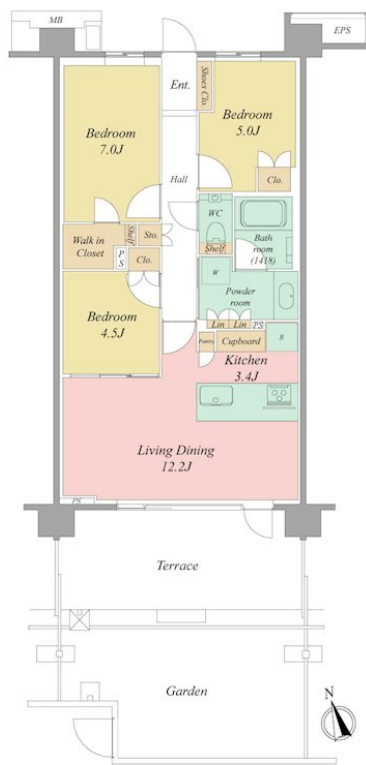 MB
EPS
Ent.
Shoes Clo.
Bedroom
7.0J
Bedroom
5.0J
Hall
Clo.
WC
Shelf
Bath
room
(1418)
Walk in
Closet
Shelf
Sto.
PS
Clo.
W
Powder
room
Bedroom
4.5J
Lin
Lin
PS
Pantry
Cupboard
R
Kitchen
3.4J
Living Dining
12.2J
PS
Terrace
Garden
N